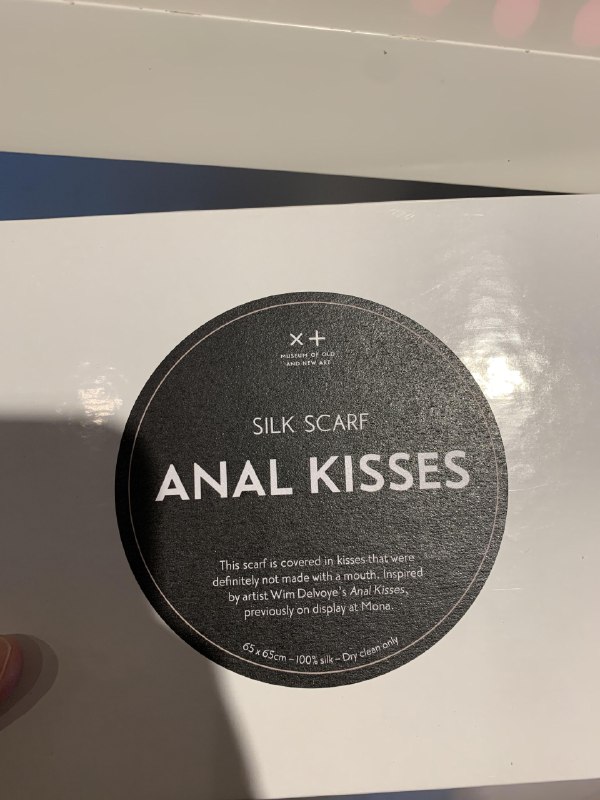 ×+
MUSEUM OF OLD
AND NEW ART
SILK SCARF
ANAL KISSES
This scarf is covered in kisses that were
definitely not made with a mouth. Inspired
by artist Wim Delvoye's Anal Kisses,
previously on display at Mona.
65 x 65cm – 100% silk – Dry clean only